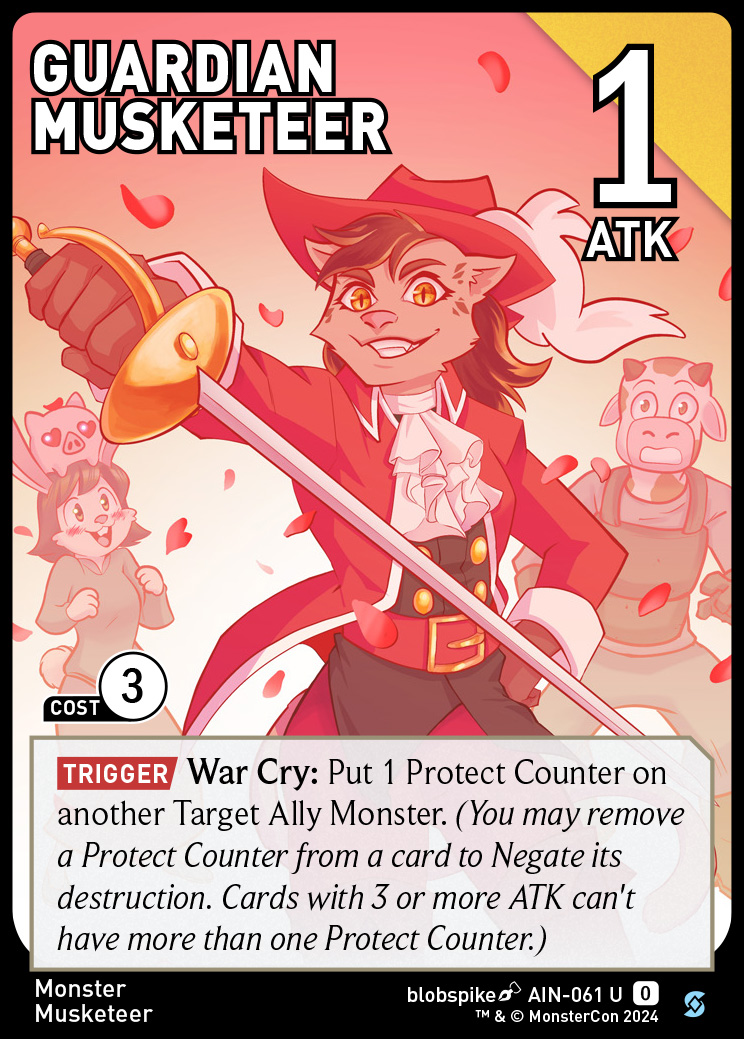 GUARDIAN
MUSKETEER
1
ATK
COST 3
TRIGGER War Cry: Put 1 Protect Counter on
another Target Ally Monster. (You may remove
a Protect Counter from a card to Negate its
destruction. Cards with 3 or more ATK can't
have more than one Protect Counter.)
Monster
Musketeer
blobspike AIN-061 U 0
™ & © MonsterCon 2024